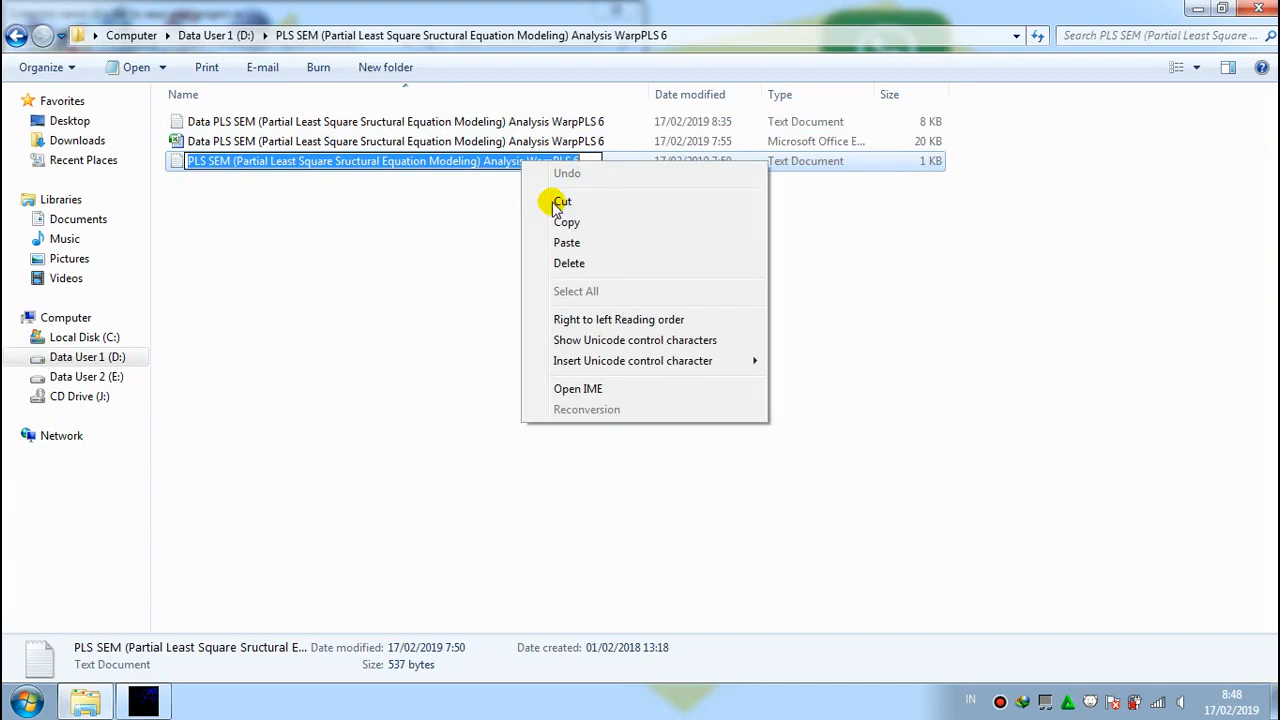 Computer
Data User 1 (D:)
PLS SEM (Partial Least Square Sructural Equation Modeling) Analysis WarpPLS 6
Search PLS SEM (Partial Least Square ...
Organize
Open
Print
E-mail
Burn
New folder
Name
Date modified
Type
Size
Favorites
Desktop
Downloads
Recent Places
Libraries
Documents
Music
Pictures
Videos
Computer
Local Disk (C:)
Data User 1 (D:)
Data User 2 (E:)
CD Drive (J:)
Network
Data PLS SEM (Partial Least Square Sructural Equation Modeling) Analysis WarpPLS 6 17/02/2019 8:35 Text Document 8 KB
Data PLS SEM (Partial Least Square Sructural Equation Modeling) Analysis WarpPLS 6 17/02/2019 7:55 Microsoft Office E... 20 KB
PLS SEM (Partial Least Square Sructural Equation Modeling) Analysis WarpPLS 6 17/02/2019 7:50 Text Document 1 KB
Undo
Cut
Copy
Paste
Delete
Select All
Right to left Reading order
Show Unicode control characters
Insert Unicode control character
Open IME
Reconversion
PLS SEM (Partial Least Square Sructural E... Date modified: 17/02/2019 7:50 Date created: 01/02/2018 13:18
Text Document Size: 537 bytes
IN
8:48
17/02/2019